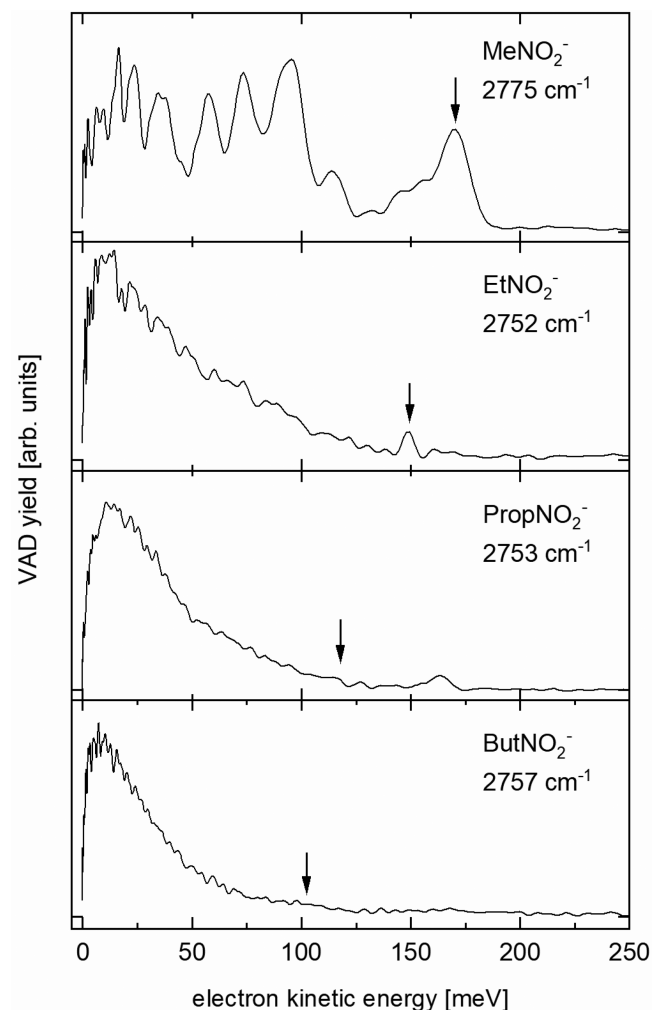 MeNO₂⁻
2775 cm⁻¹
EtNO₂⁻
2752 cm⁻¹
PropNO₂⁻
2753 cm⁻¹
ButNO₂⁻
2757 cm⁻¹
VAD yield [arb. units]
0 50 100 150 200 250
electron kinetic energy [meV]